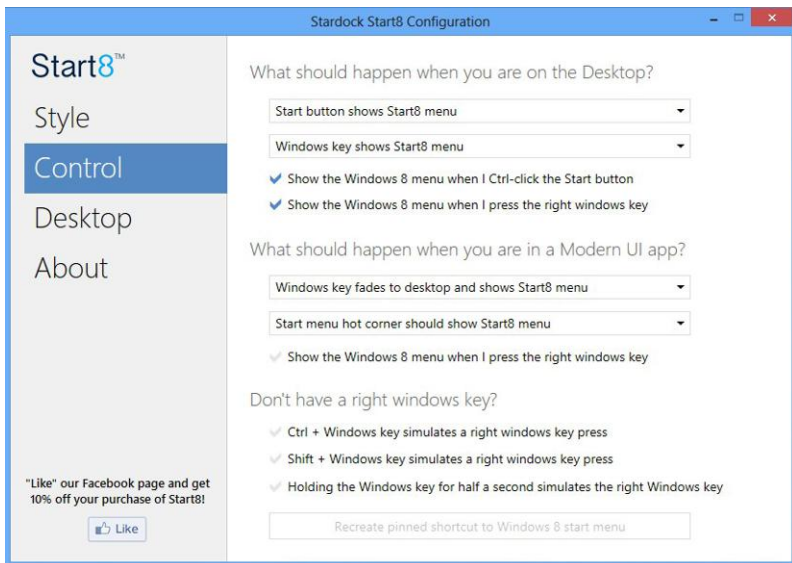 Stardock Start8 Configuration
Start8™
Style
Control
Desktop
About
"Like" our Facebook page and get
10% off your purchase of Start8!
Like
What should happen when you are on the Desktop?
Start button shows Start8 menu
Windows key shows Start8 menu
Show the Windows 8 menu when I Ctrl-click the Start button
Show the Windows 8 menu when I press the right windows key
What should happen when you are in a Modern UI app?
Windows key fades to desktop and shows Start8 menu
Start menu hot corner should show Start8 menu
Show the Windows 8 menu when I press the right windows key
Don't have a right windows key?
Ctrl + Windows key simulates a right windows key press
Shift + Windows key simulates a right windows key press
Holding the Windows key for half a second simulates the right Windows key
Recreate pinned shortcut to Windows 8 start menu